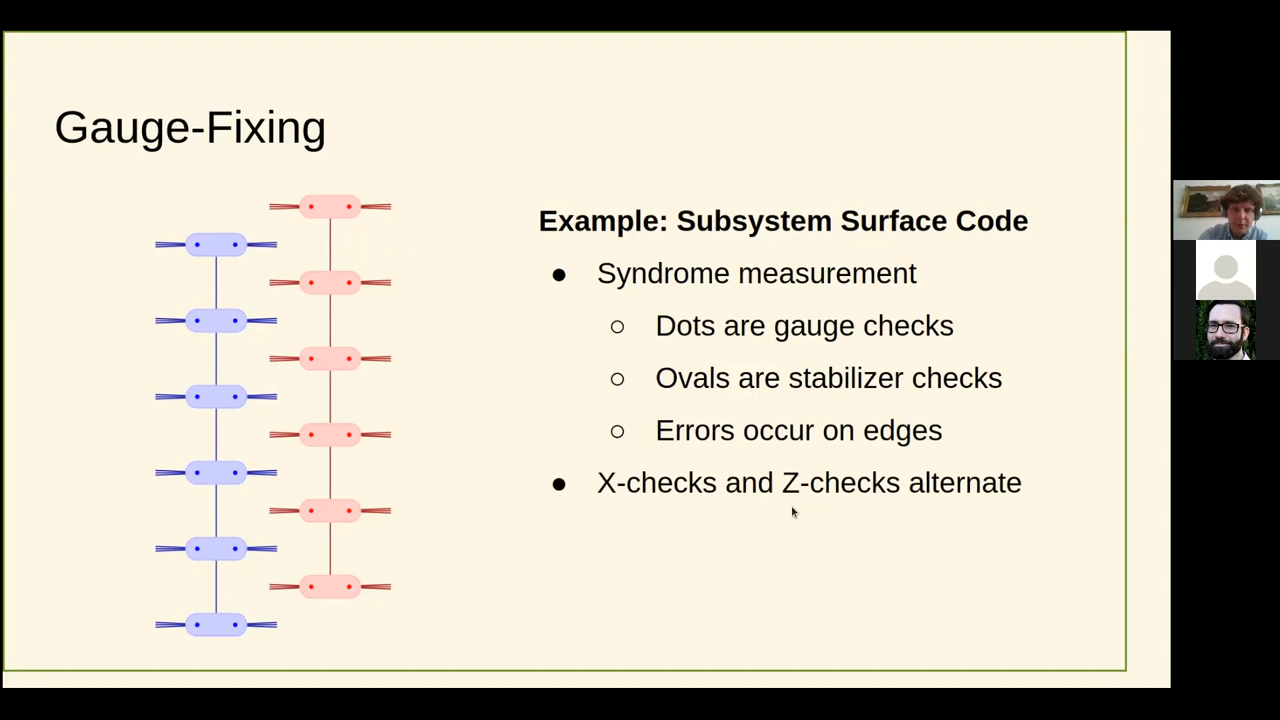 Gauge-Fixing
Example: Subsystem Surface Code
● Syndrome measurement
○ Dots are gauge checks
○ Ovals are stabilizer checks
○ Errors occur on edges
● X-checks and Z-checks alternate